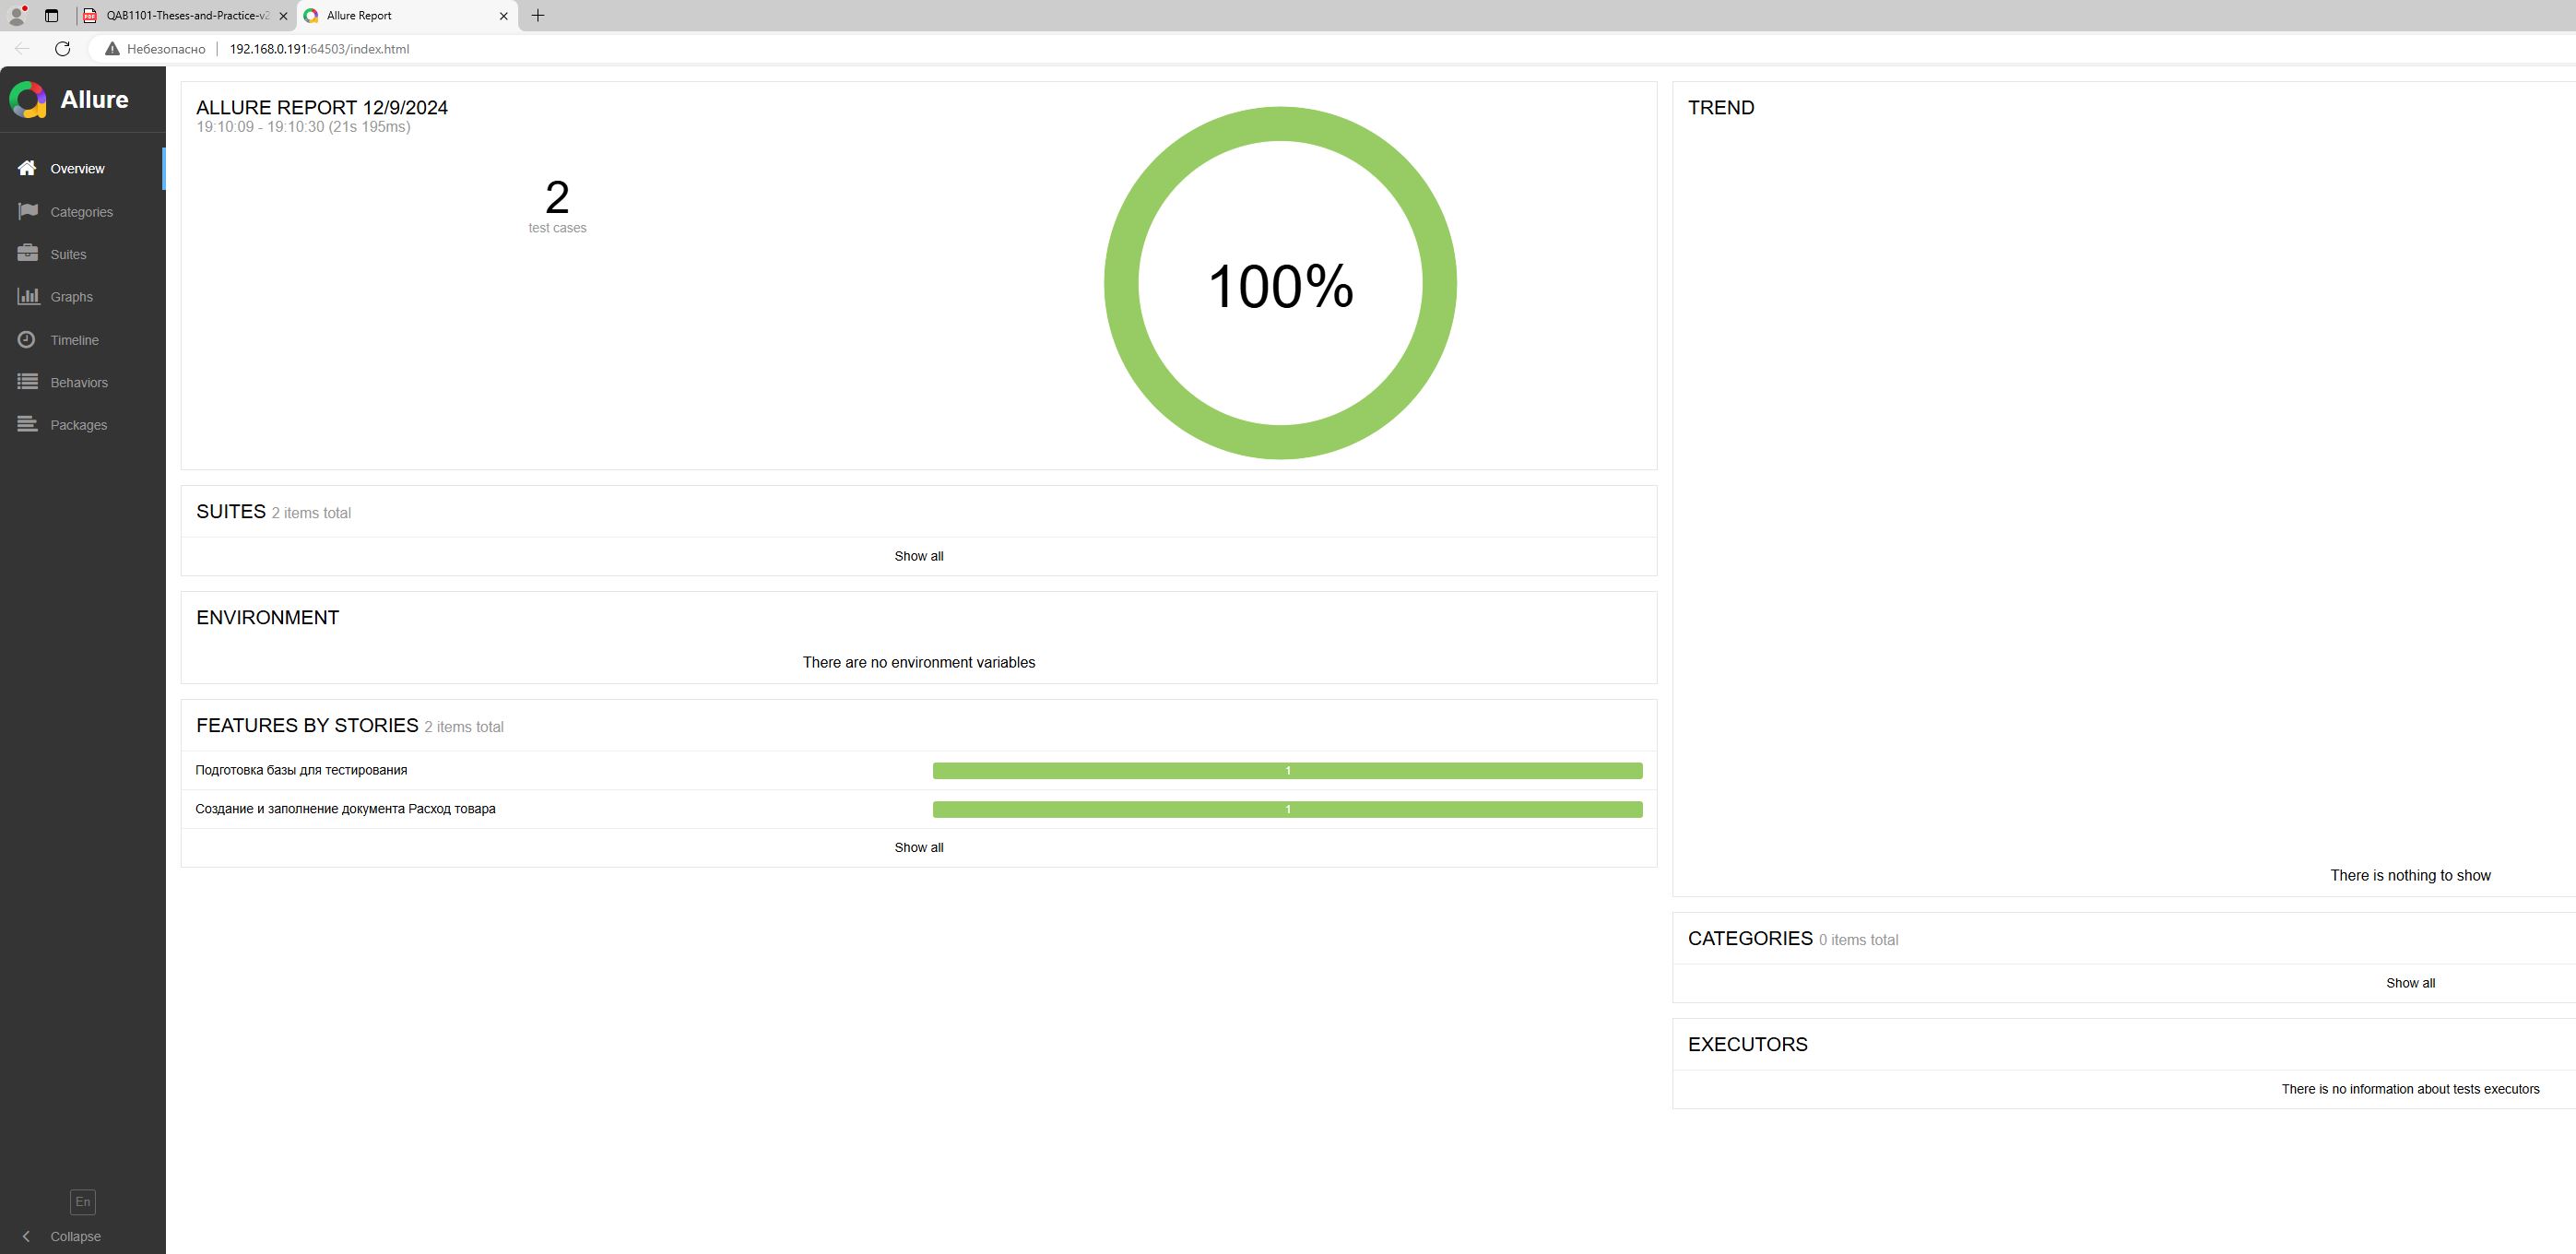 QAB1101-Theses-and-Practice-v2
Allure Report
Небезопасно
192.168.0.191:64503/index.html
Allure
Overview
Categories
Suites
Graphs
Timeline
Behaviors
Packages
En
Collapse
ALLURE REPORT 12/9/2024
19:10:09 - 19:10:30 (21s 195ms)
2
test cases
100%
SUITES 2 items total
Show all
ENVIRONMENT
There are no environment variables
FEATURES BY STORIES 2 items total
Подготовка базы для тестирования 1
Создание и заполнение документа Расход товара 1
Show all
TREND
There is nothing to show
CATEGORIES 0 items total
Show all
EXECUTORS
There is no information about tests executors